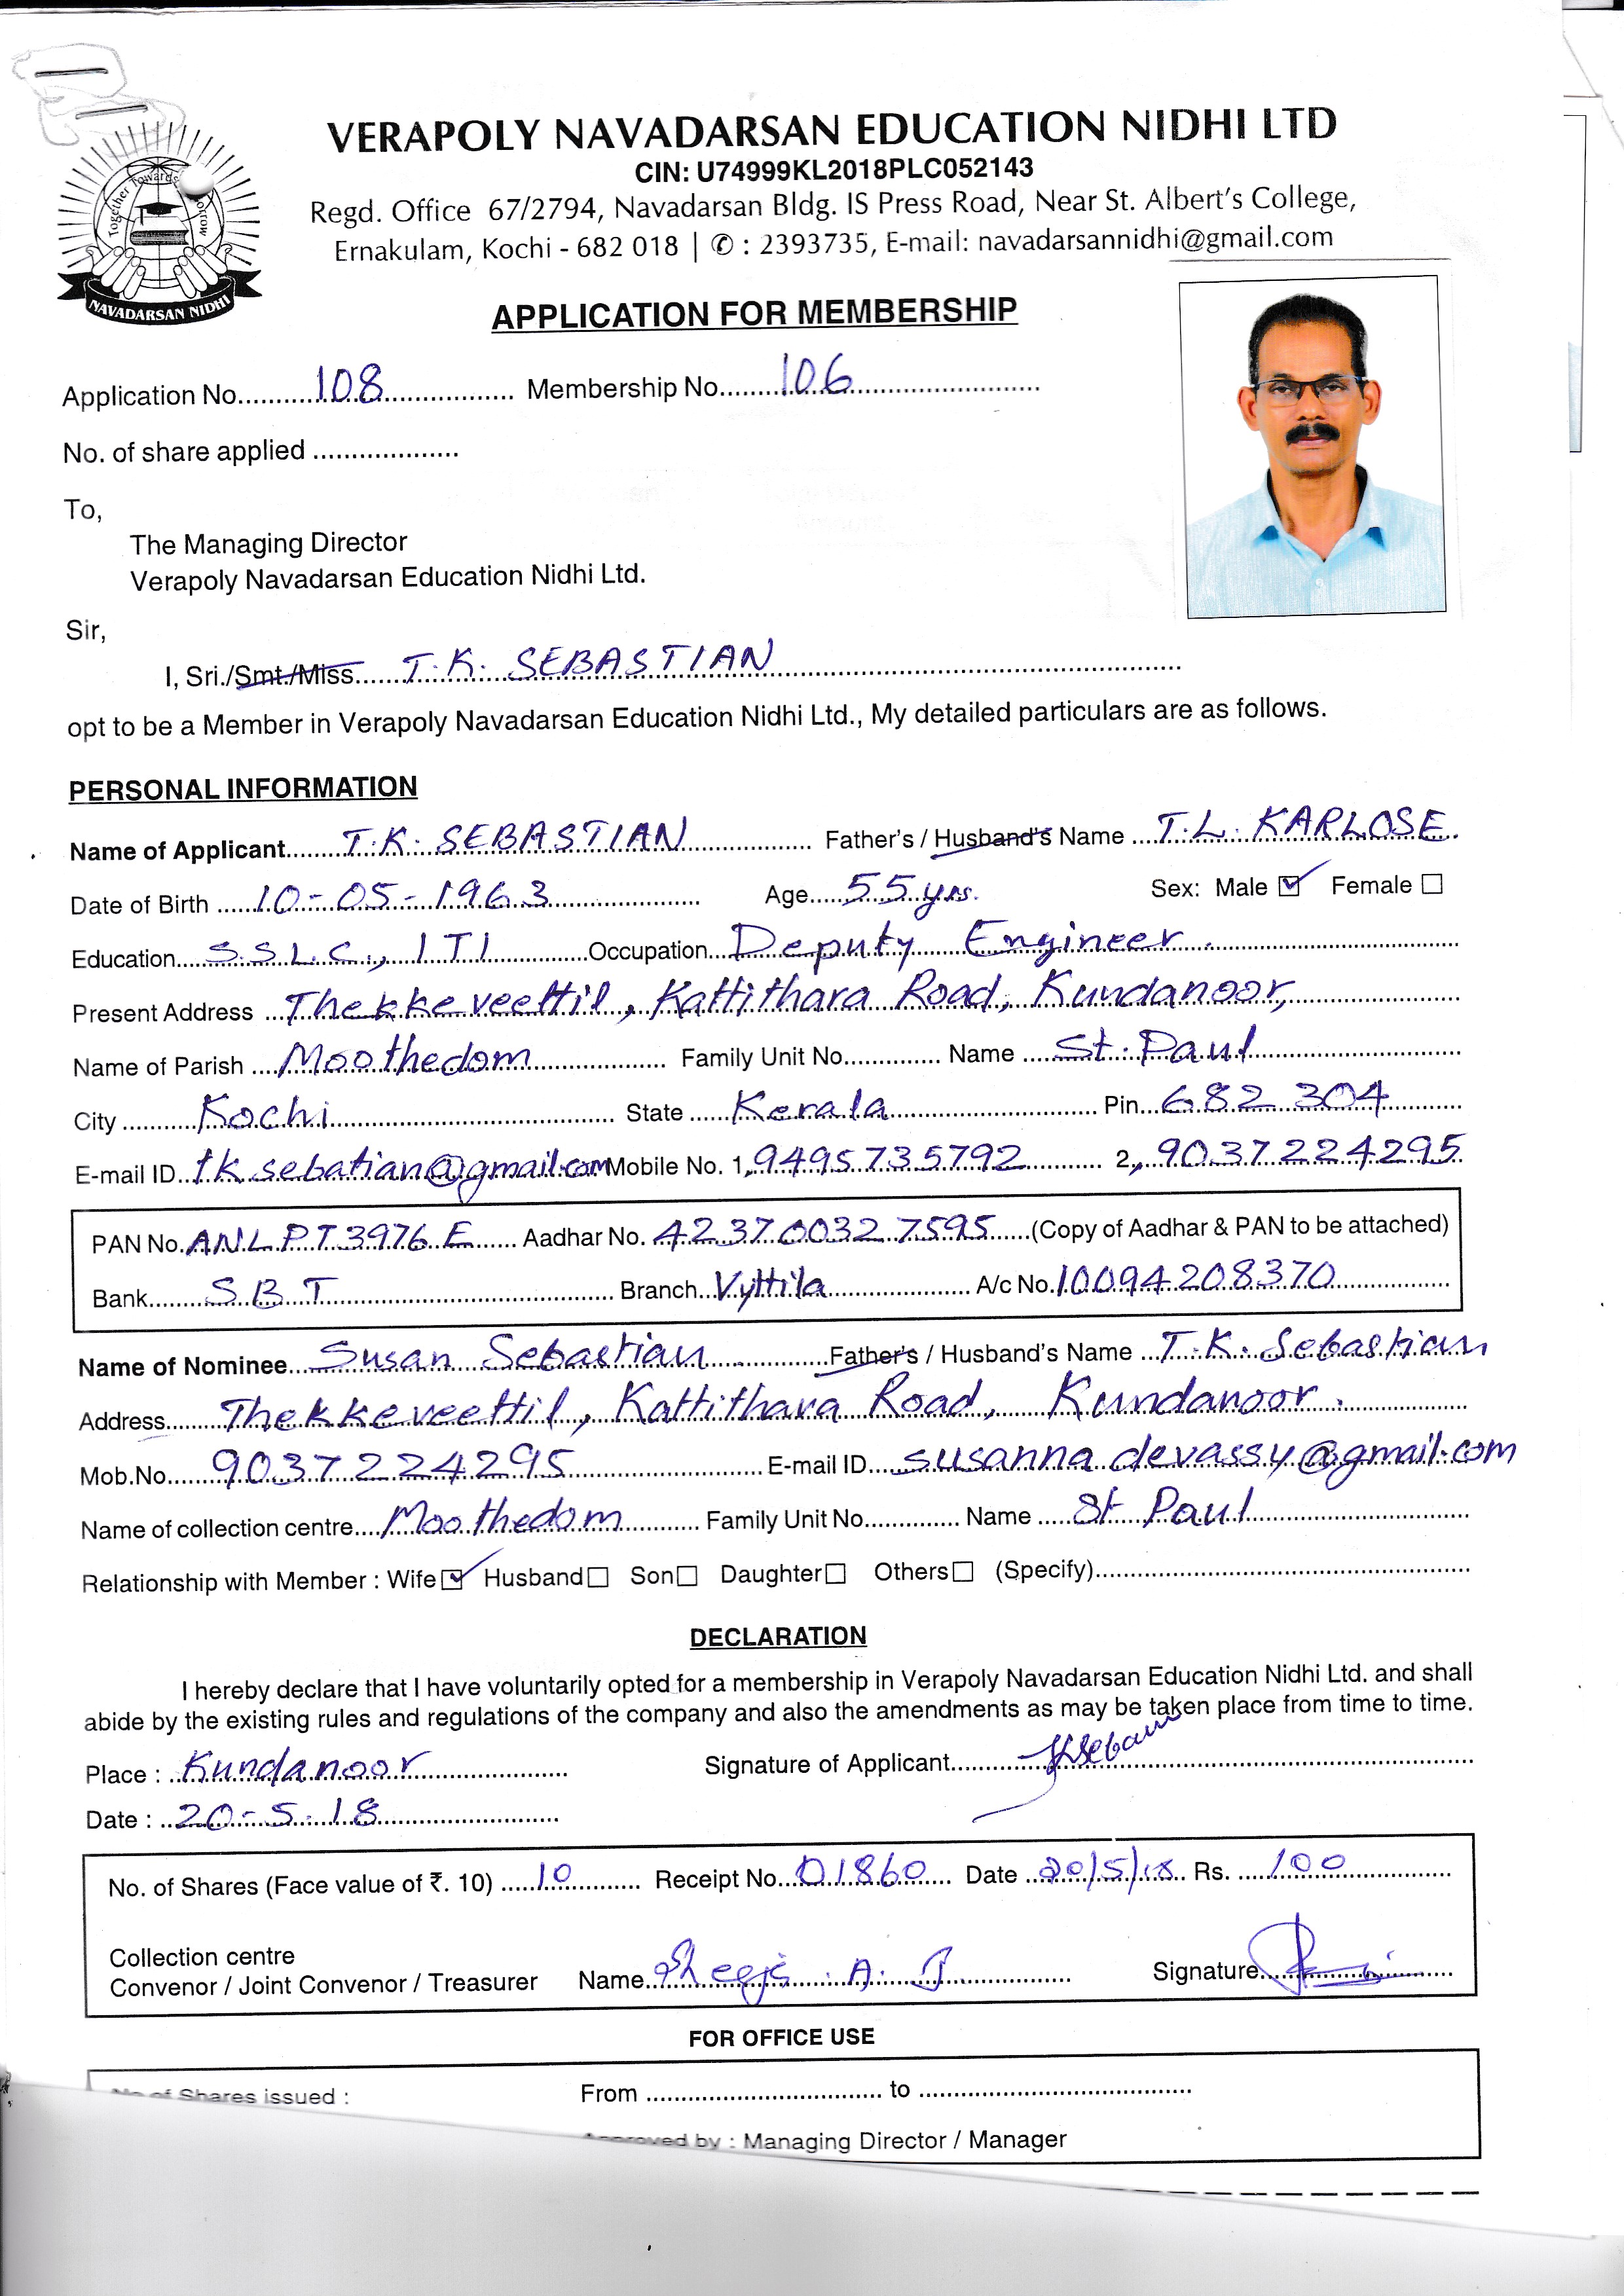 VERAPOLY NAVADARSAN EDUCATION NIDHI LTD
CIN: U74999KL2018PLC052143
Regd. Office 67/2794, Navadarsan Bldg. IS Press Road, Near St. Albert's College,
Ernakulam, Kochi - 682 018 | ✆ : 2393735, E-mail: navadarsannidhi@gmail.com
Together Towards
NAVADARSAN NIDHI
APPLICATION FOR MEMBERSHIP
Application No. 108 Membership No. 106
No. of share applied
To,
The Managing Director
Verapoly Navadarsan Education Nidhi Ltd.
Sir,
I, Sri./Smt./Miss. T.K. SEBASTIAN
opt to be a Member in Verapoly Navadarsan Education Nidhi Ltd., My detailed particulars are as follows.
PERSONAL INFORMATION
Name of Applicant T.K. SEBASTIAN Father's / Husband's Name T.L. KARLOSE.
Date of Birth 10-05-1963 Age 55 yrs. Sex: Male ☑ Female ☐
Education S.S.L.C., ITI Occupation Deputy Engineer.
Present Address Thekkeveettil, Kattithara Road, Kundanoor,
Name of Parish Moothedom Family Unit No. Name St. Paul
City Kochi State Kerala Pin 682 304
E-mail ID. tksebatian@gmail.com Mobile No. 1, 9495735792 2, 9037224295
PAN No. ANLPT3976E Aadhar No. 4237 0032 7595 (Copy of Aadhar & PAN to be attached)
Bank SBT Branch Vyttila A/c No. 10094208370
Name of Nominee Susan Sebastian Father's / Husband's Name T.K. Sebastian
Address Thekkeveettil, Kattithara Road, Kundanoor.
Mob.No. 9037224295 E-mail ID susannadevassy@gmail.com
Name of collection centre Moothedom Family Unit No. Name St Paul
Relationship with Member : Wife ☑ Husband ☐ Son ☐ Daughter ☐ Others ☐ (Specify)
DECLARATION
I hereby declare that I have voluntarily opted for a membership in Verapoly Navadarsan Education Nidhi Ltd. and shall
abide by the existing rules and regulations of the company and also the amendments as may be taken place from time to time.
Place : Kundanoor Signature of Applicant
Date : 20-5-18
No. of Shares (Face value of ₹. 10) 10 Receipt No. 01860 Date 20/5/18 Rs. 100
Collection centre
Convenor / Joint Convenor / Treasurer Name A. J. Signature
FOR OFFICE USE
No of Shares issued : From to
Approved by : Managing Director / Manager